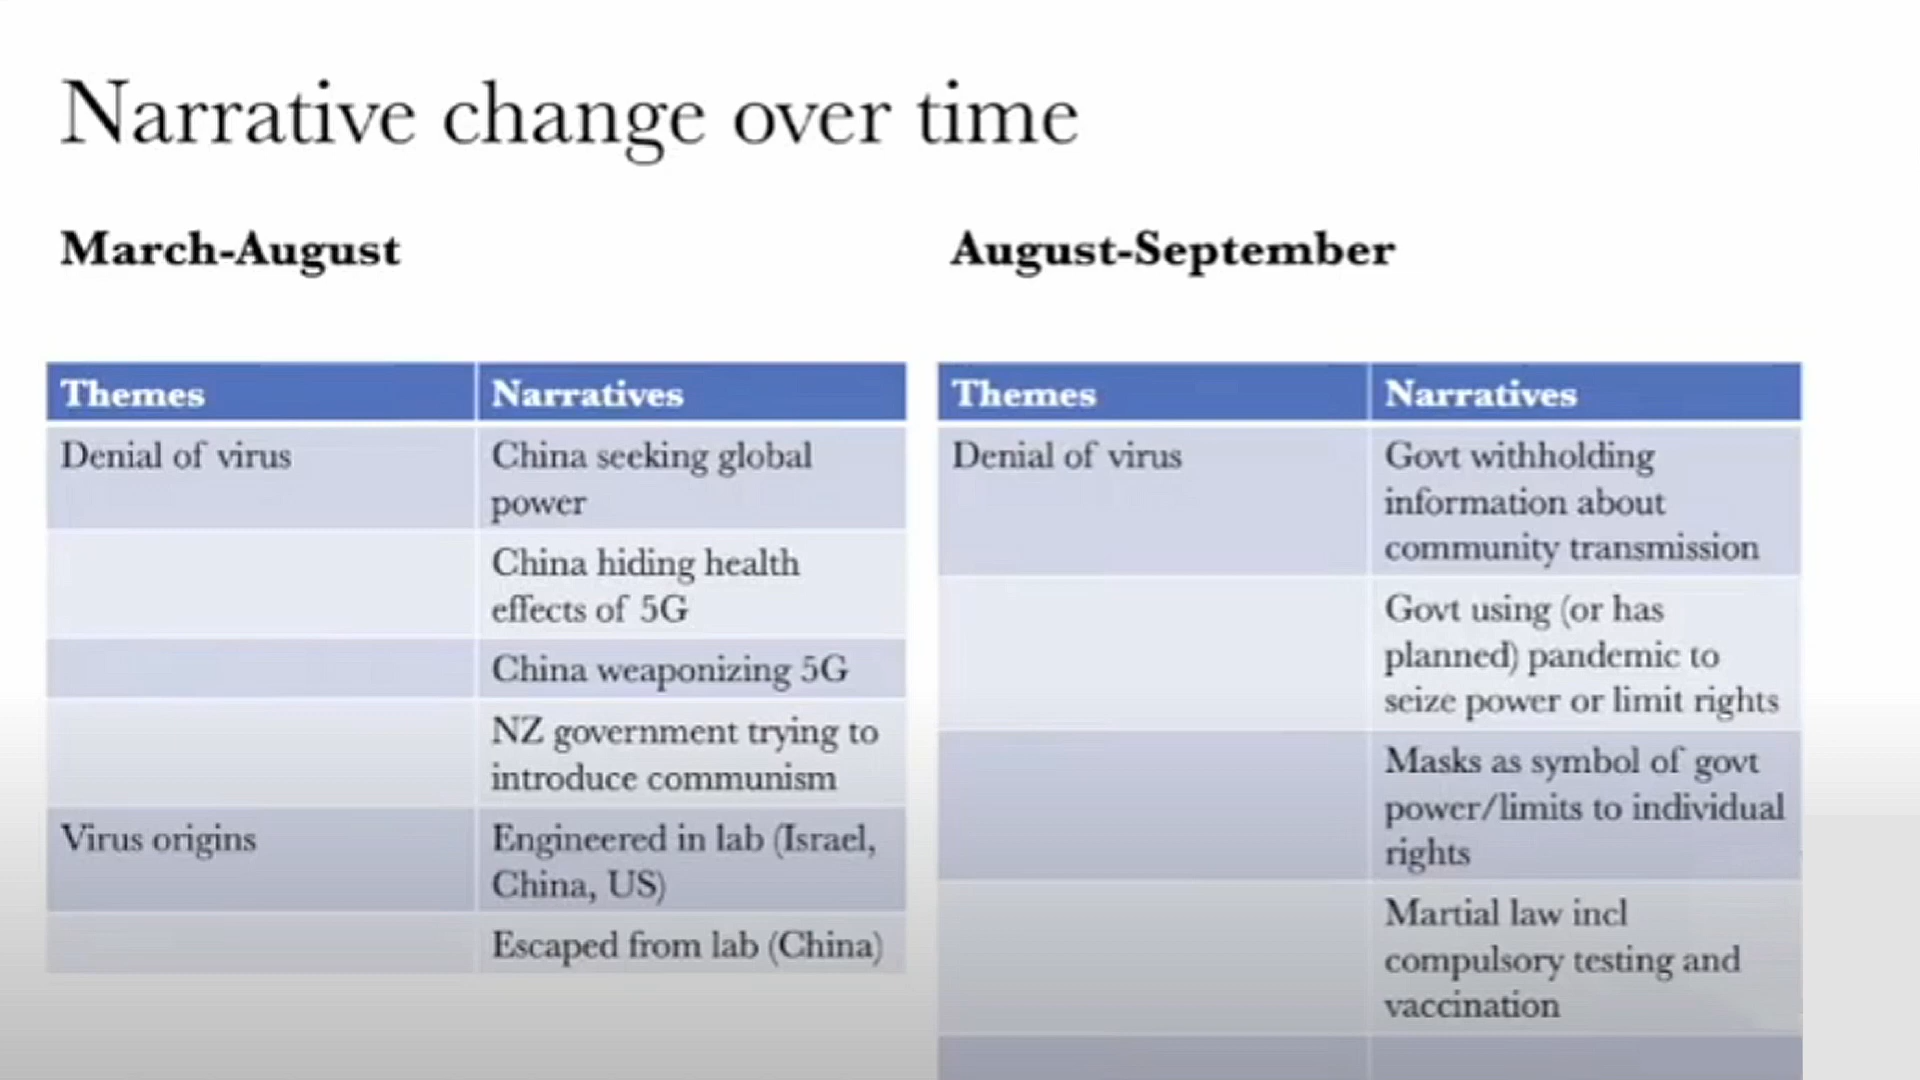 Narrative change over time
March-August
Themes
Narratives
Denial of virus
China seeking global
power
China hiding health
effects of 5G
China weaponizing 5G
NZ government trying to
introduce communism
Virus origins
Engineered in lab (Israel,
China, US)
Escaped from lab (China)
August-September
Themes
Narratives
Denial of virus
Govt withholding
information about
community transmission
Govt using (or has
planned) pandemic to
seize power or limit rights
Masks as symbol of govt
power/limits to individual
rights
Martial law incl
compulsory testing and
vaccination